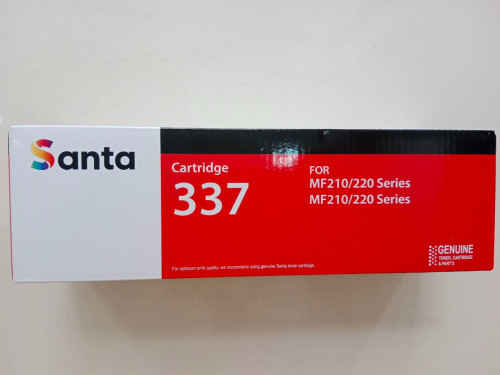 Santa
Cartridge
337
FOR
MF210/220 Series
MF210/220 Series
For optimum print quality, we recommend using genuine Santa toner cartridge.
GENUINE
TONER, CARTRIDGE
& PARTS